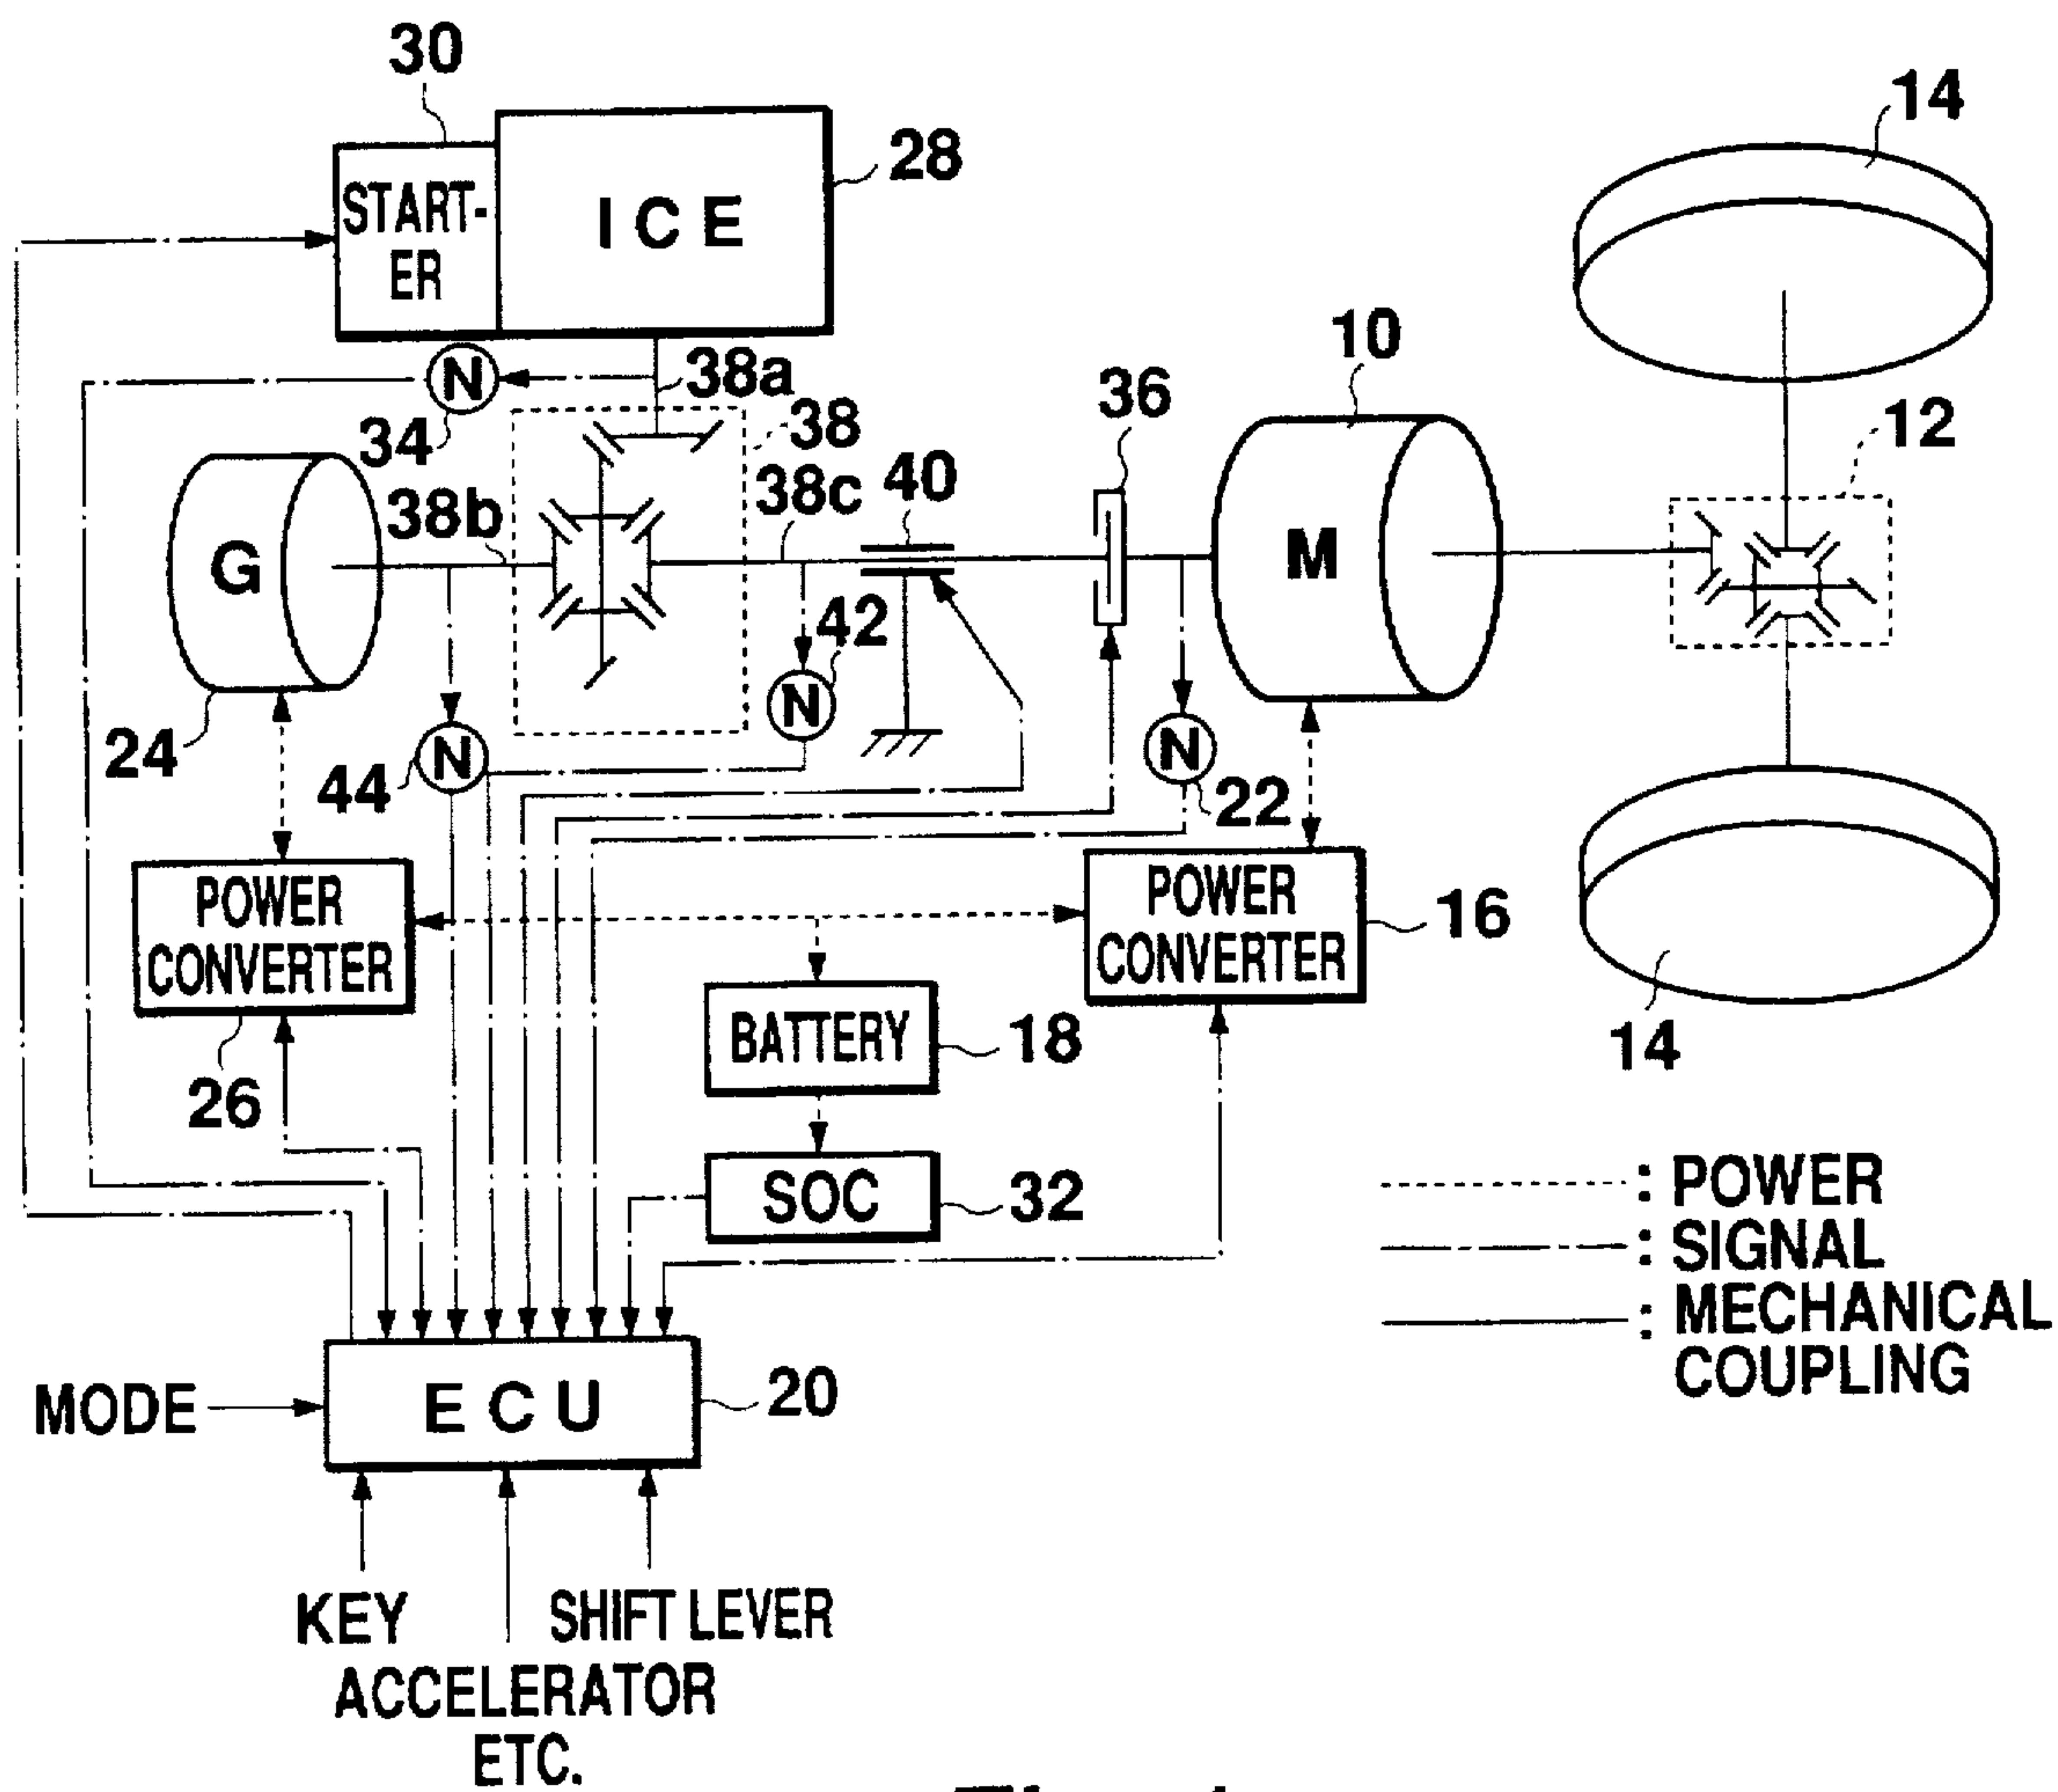 30
14
28
START-
ER
ICE
10
38a
N
36
34
38
12
38c
40
38b
G
M
42
N
24
N
44
N
22
POWER
CONVERTER
POWER
CONVERTER
16
BATTERY
18
14
26
SOC
32
: POWER
: SIGNAL
: MECHANICAL
COUPLING
MODE
ECU
20
KEY
SHIFT LEVER
ACCELERATOR
ETC.